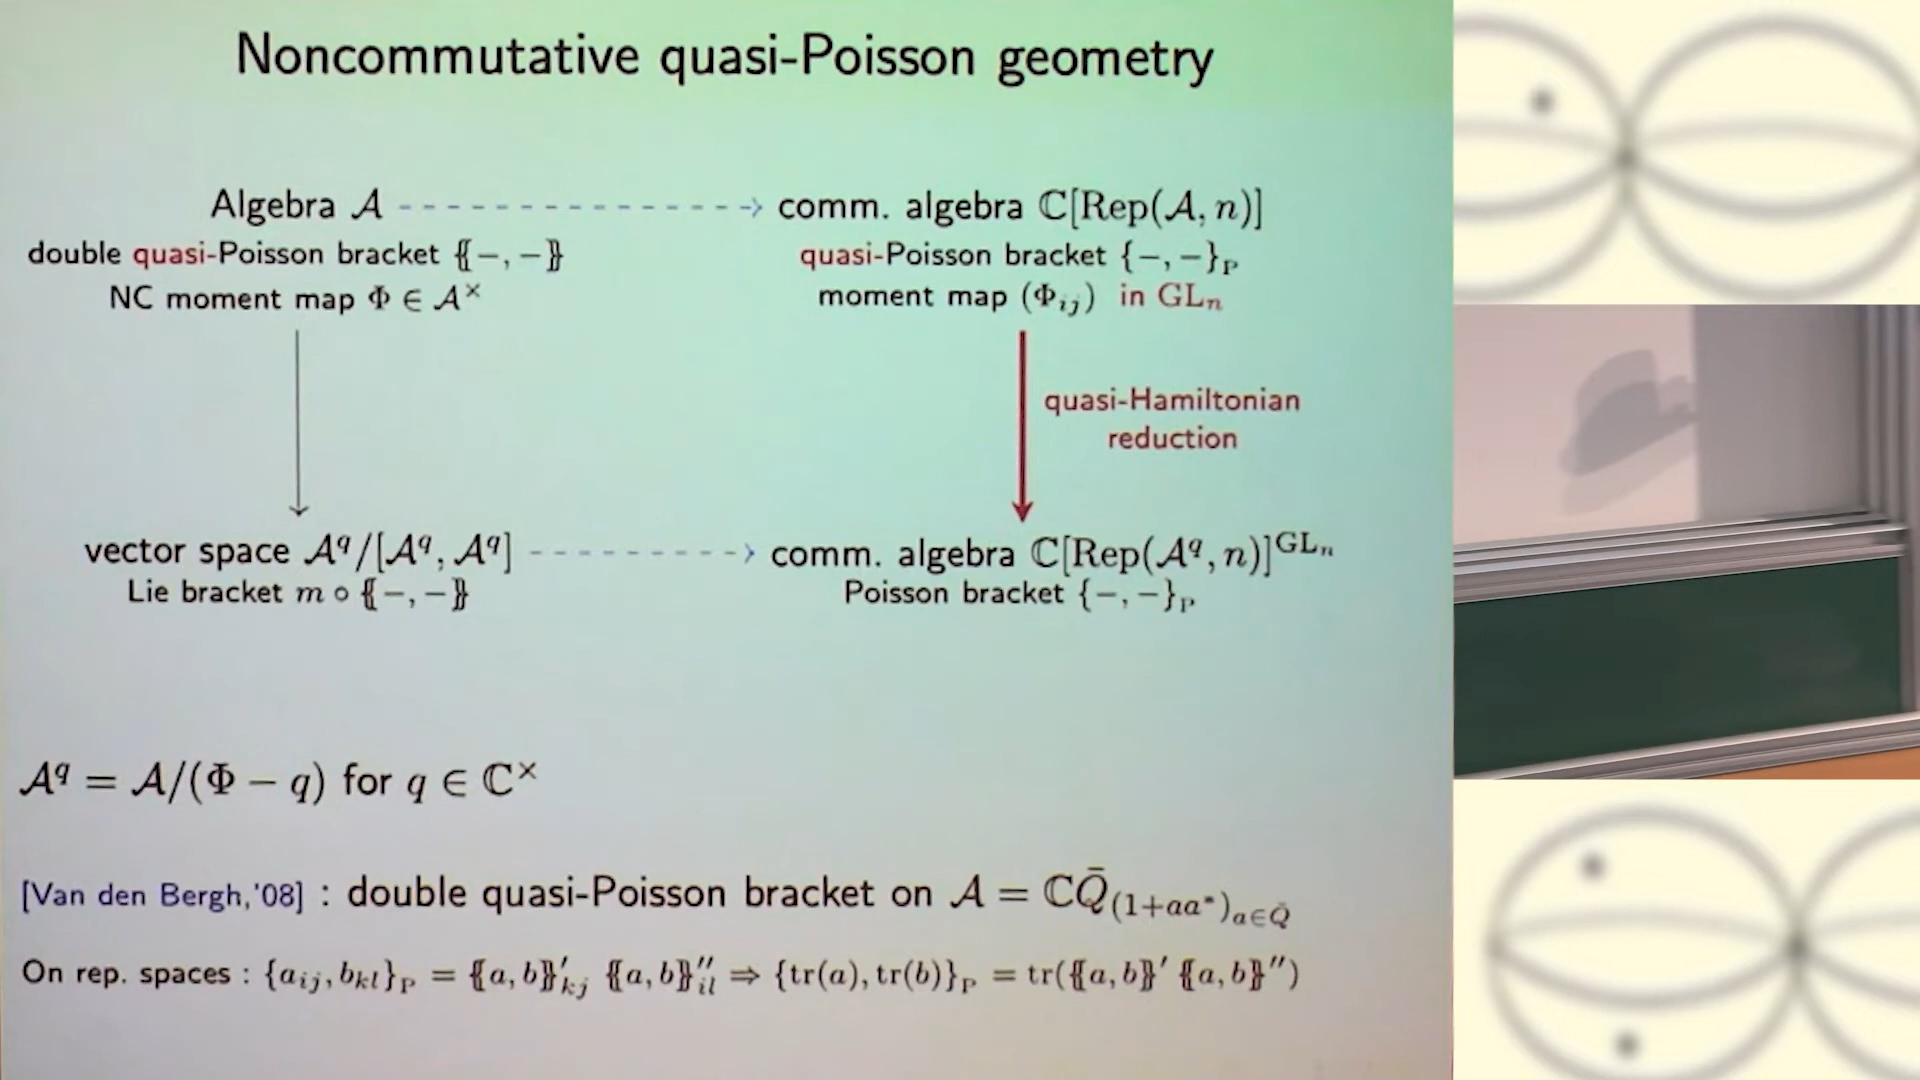 Noncommutative quasi-Poisson geometry
Algebra 𝒜 ⇢ comm. algebra ℂ[Rep(𝒜, n)]
double quasi-Poisson bracket {{−, −}} quasi-Poisson bracket {−, −}_P
NC moment map Φ ∈ 𝒜^× moment map (Φ_ij) in GL_n
quasi-Hamiltonian
reduction
vector space 𝒜^q/[𝒜^q, 𝒜^q] ⇢ comm. algebra ℂ[Rep(𝒜^q, n)]^{GL_n}
Lie bracket m ∘ {{−, −}} Poisson bracket {−, −}_P
𝒜^q = 𝒜/(Φ − q) for q ∈ ℂ^×
[Van den Bergh,'08] : double quasi-Poisson bracket on 𝒜 = ℂQ̄_{(1+aa*)_{a∈Q̄}}
On rep. spaces : {a_ij, b_kl}_P = {{a, b}}′_kj {{a, b}}″_il ⇒ {tr(a), tr(b)}_P = tr({{a, b}}′ {{a, b}}″)